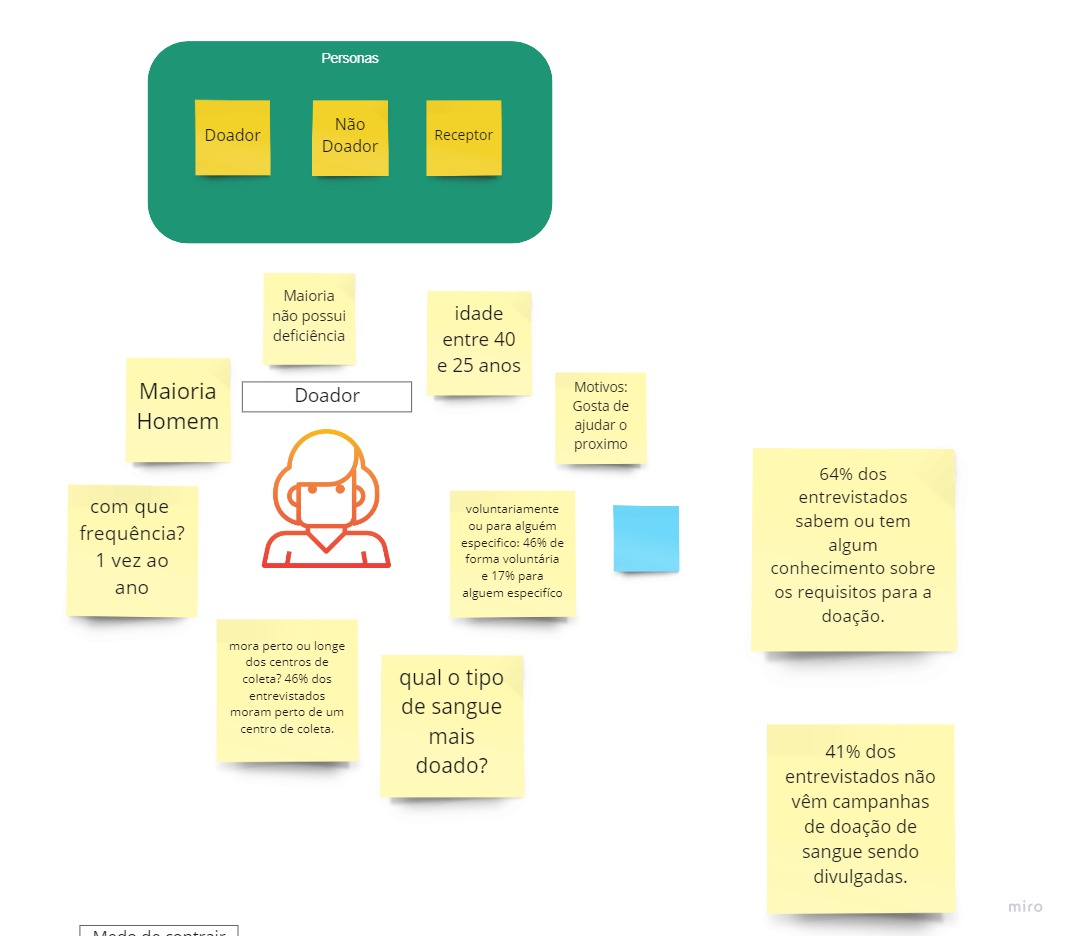 Personas
Doador
Não
Doador
Receptor
Maioria
não possui
deficiência
idade
entre 40
e 25 anos
Maioria
Homem
Doador
Motivos:
Gosta de
ajudar o
proximo
com que
frequência?
1 vez ao
ano
voluntariamente
ou para alguém
especifico: 46% de
forma voluntária
e 17% para
alguem específico
64% dos
entrevistados
sabem ou tem
algum
conhecimento sobre
os requisitos para a
doação.
mora perto ou longe
dos centros de
coleta? 46% dos
entrevistados
moram perto de um
centro de coleta.
qual o tipo
de sangue
mais
doado?
41% dos
entrevistados não
vêm campanhas
de doação de
sangue sendo
divulgadas.
miro
Modo de contrair